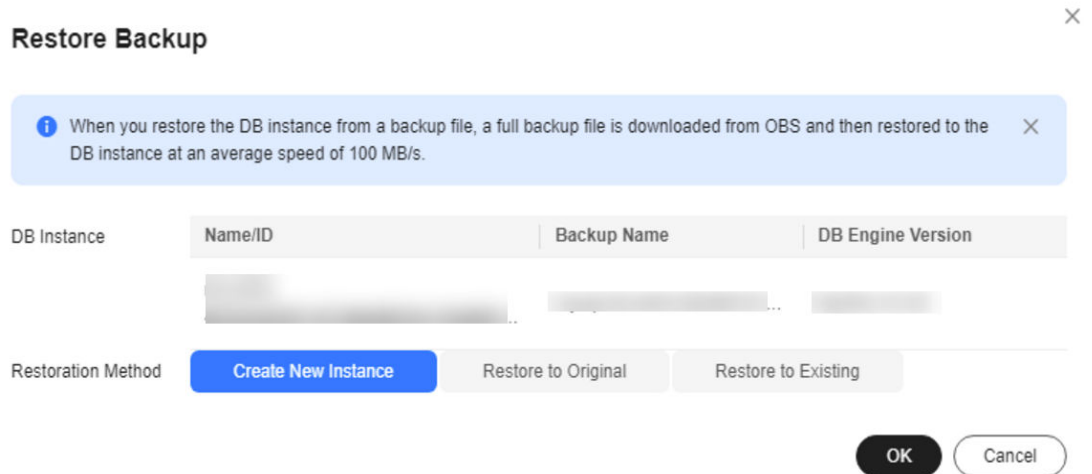 Restore Backup
When you restore the DB instance from a backup file, a full backup file is downloaded from OBS and then restored to the
DB instance at an average speed of 100 MB/s.
DB Instance
Name/ID
Backup Name
DB Engine Version
...
...
Restoration Method
Create New Instance
Restore to Original
Restore to Existing
OK
Cancel